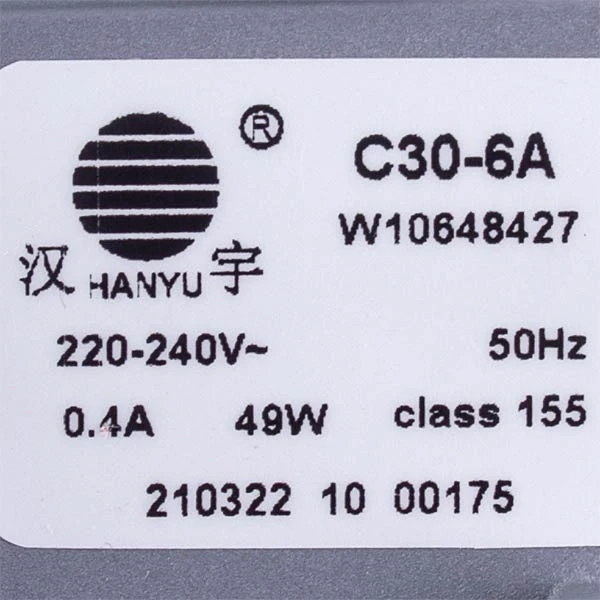 ®
C30-6A
W10648427
汉 HANYU 宇
220-240V~ 50Hz
0.4A 49W class 155
210322 10 00175